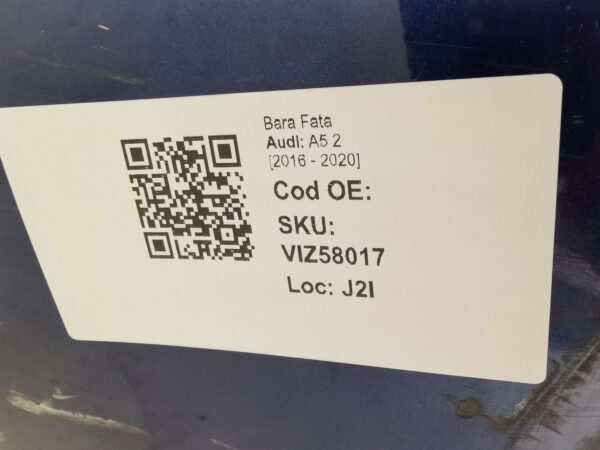 Bara Fata
Audi: A5 2
[2016 - 2020]
Cod OE:
SKU:
VIZ58017
Loc: J2I